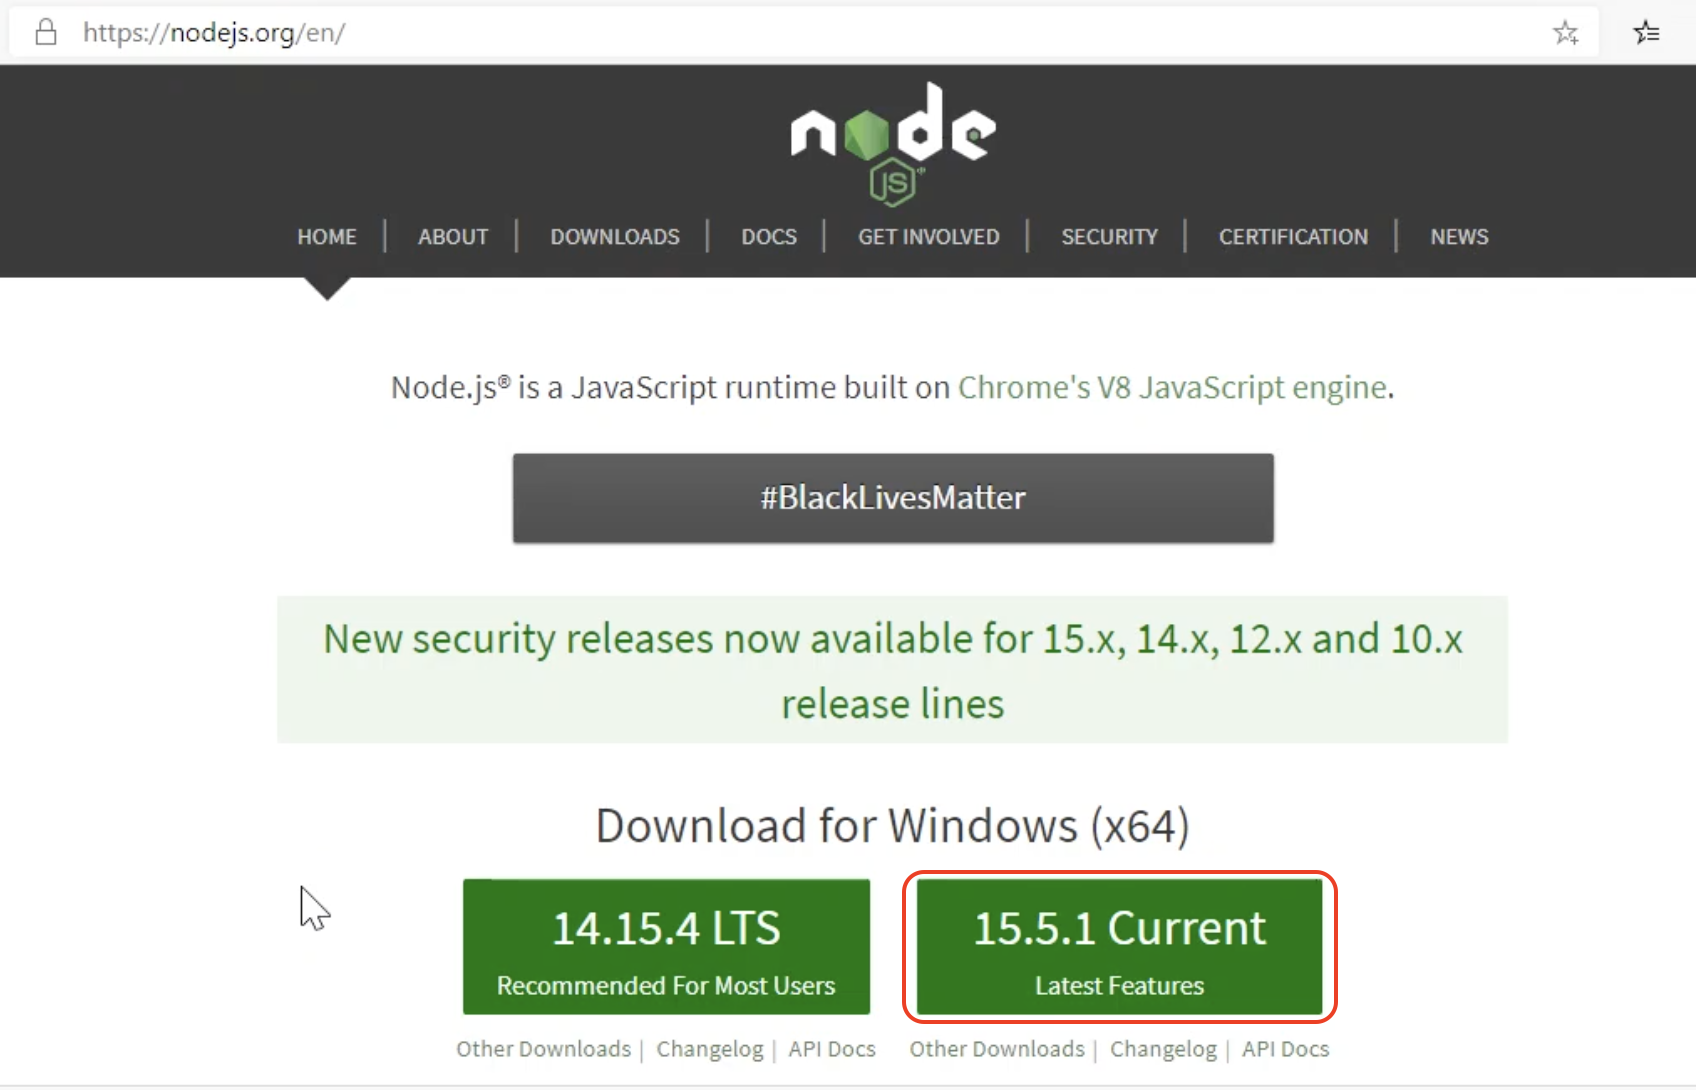 https://nodejs.org/en/
node
JS®
HOME | ABOUT | DOWNLOADS | DOCS | GET INVOLVED | SECURITY | CERTIFICATION | NEWS
Node.js® is a JavaScript runtime built on Chrome's V8 JavaScript engine.
#BlackLivesMatter
New security releases now available for 15.x, 14.x, 12.x and 10.x
release lines
Download for Windows (x64)
14.15.4 LTS
Recommended For Most Users
Other Downloads | Changelog | API Docs
15.5.1 Current
Latest Features
Other Downloads | Changelog | API Docs